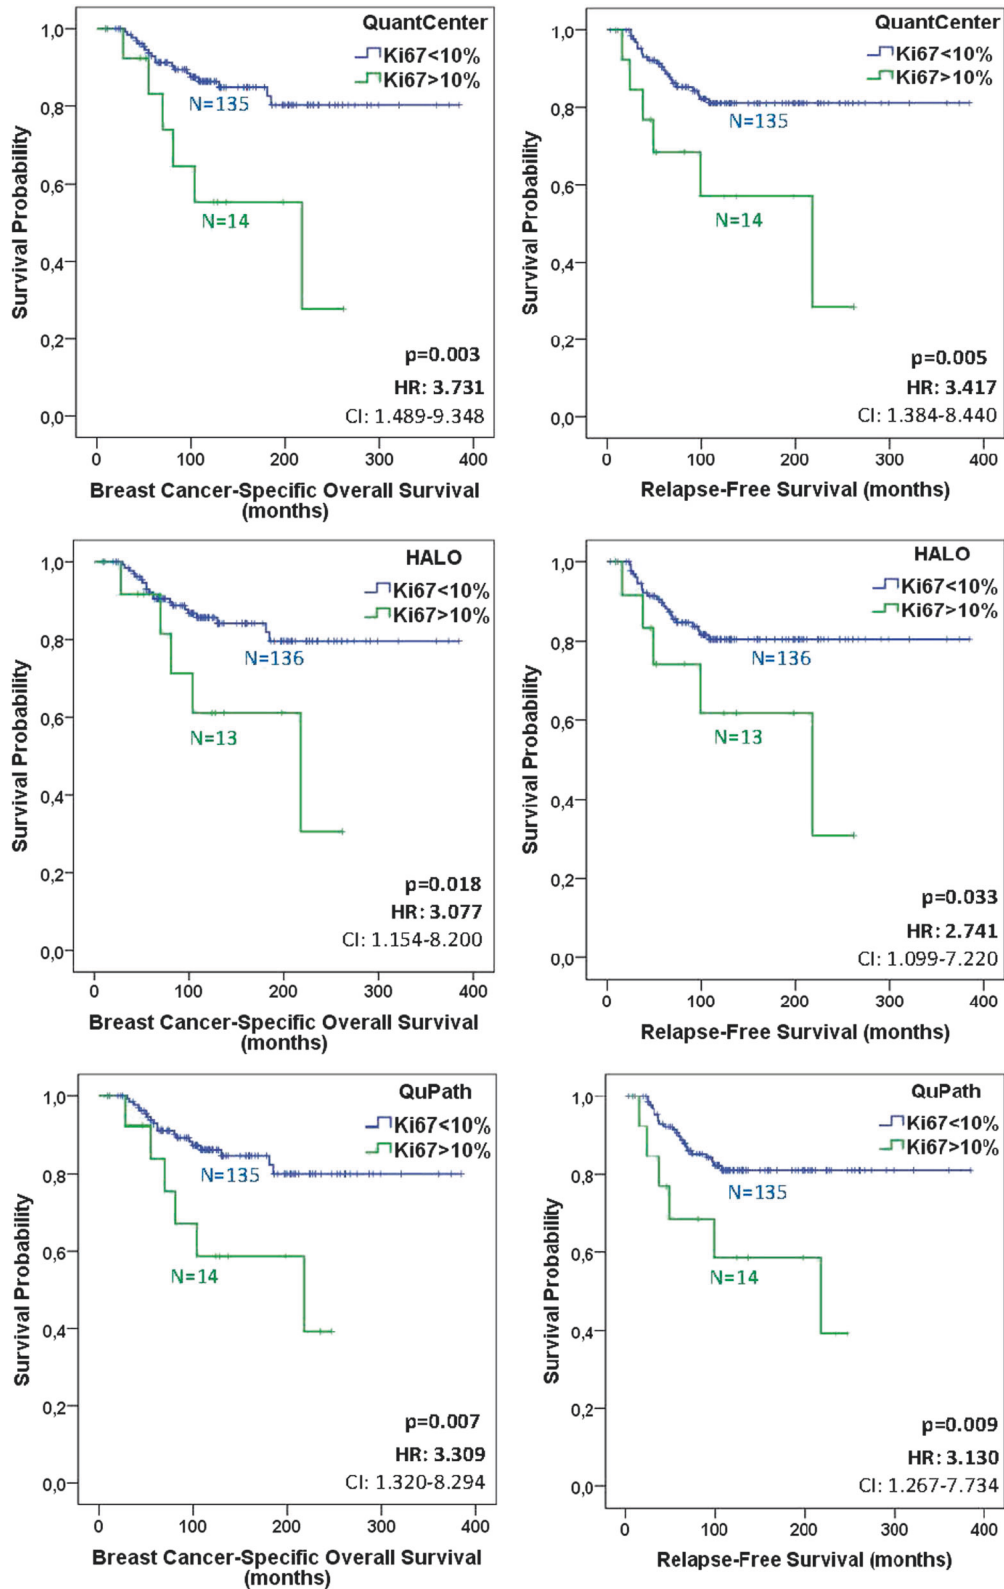 QuantCenter
Ki67<10%
Ki67>10%
N=135
N=14
p=0.003
HR: 3.731
CI: 1.489-9.348
1,0
0,8
0,6
0,4
0,2
0,0
Survival Probability
0 100 200 300 400
Breast Cancer-Specific Overall Survival
(months)
QuantCenter
Ki67<10%
Ki67>10%
N=135
N=14
p=0.005
HR: 3.417
CI: 1.384-8.440
1,0
0,8
0,6
0,4
0,2
0,0
Survival Probability
0 100 200 300 400
Relapse-Free Survival (months)
HALO
Ki67<10%
Ki67>10%
N=136
N=13
p=0.018
HR: 3.077
CI: 1.154-8.200
1,0
0,8
0,6
0,4
0,2
0,0
Survival Probability
0 100 200 300 400
Breast Cancer-Specific Overall Survival
(months)
HALO
Ki67<10%
Ki67>10%
N=136
N=13
p=0.033
HR: 2.741
CI: 1.099-7.220
1,0
0,8
0,6
0,4
0,2
0,0
Survival Probability
0 100 200 300 400
Relapse-Free Survival (months)
QuPath
Ki67<10%
Ki67>10%
N=135
N=14
p=0.007
HR: 3.309
CI: 1.320-8.294
1,0
0,8
0,6
0,4
0,2
0,0
Survival Probability
0 100 200 300 400
Breast Cancer-Specific Overall Survival
(months)
QuPath
Ki67<10%
Ki67>10%
N=135
N=14
p=0.009
HR: 3.130
CI: 1.267-7.734
1,0
0,8
0,6
0,4
0,2
0,0
Survival Probability
0 100 200 300 400
Relapse-Free Survival (months)